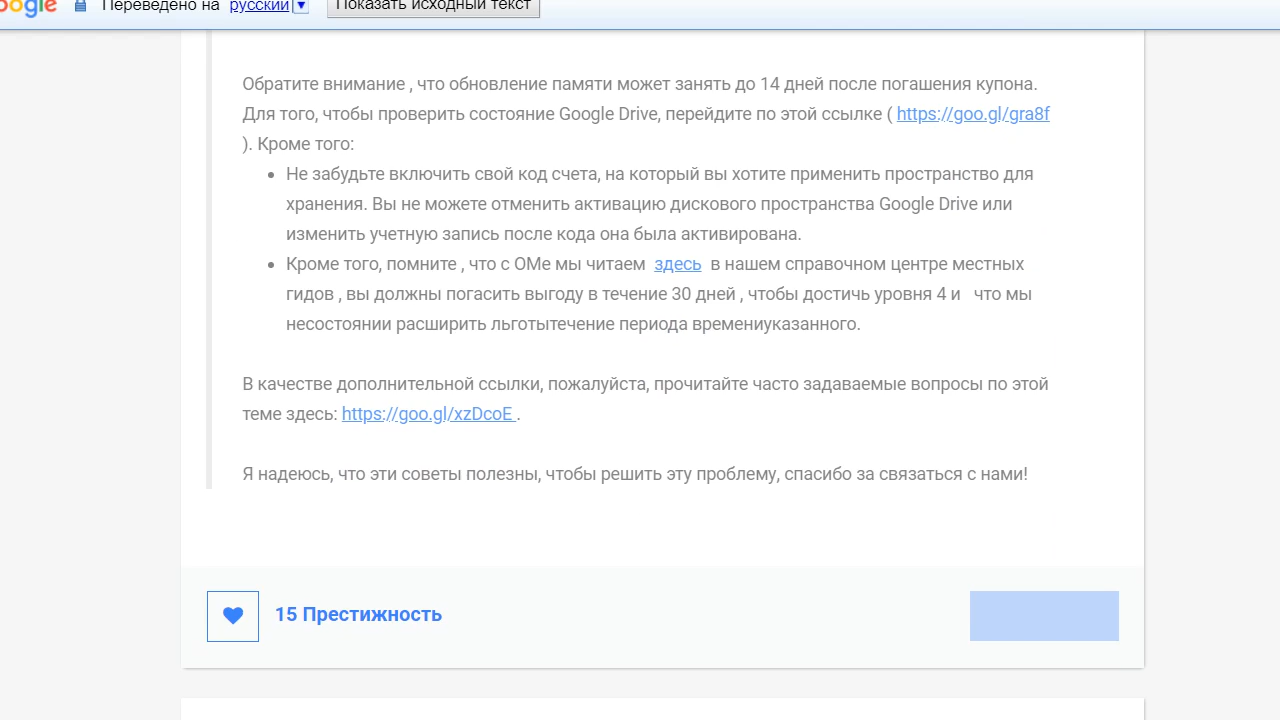 oogle Переведено на русский Показать исходный текст
Обратите внимание , что обновление памяти может занять до 14 дней после погашения купона.
Для того, чтобы проверить состояние Google Drive, перейдите по этой ссылке ( https://goo.gl/gra8f
). Кроме того:
Не забудьте включить свой код счета, на который вы хотите применить пространство для
хранения. Вы не можете отменить активацию дискового пространства Google Drive или
изменить учетную запись после кода она была активирована.
Кроме того, помните , что с ОМе мы читаем здесь в нашем справочном центре местных
гидов , вы должны погасить выгоду в течение 30 дней , чтобы достичь уровня 4 и что мы
несостоянии расширить льготытечение периода времениуказанного.
В качестве дополнительной ссылки, пожалуйста, прочитайте часто задаваемые вопросы по этой
теме здесь: https://goo.gl/xzDcoE .
Я надеюсь, что эти советы полезны, чтобы решить эту проблему, спасибо за связаться с нами!
15 Престижность